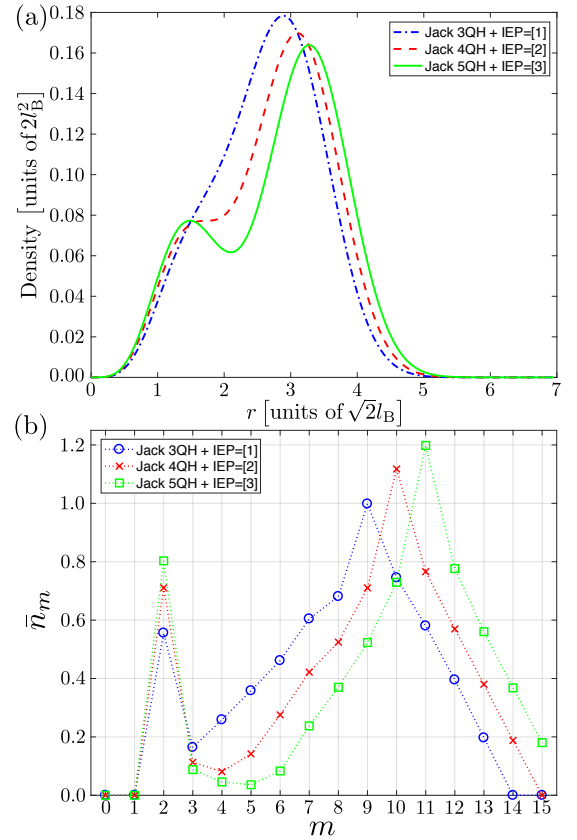 (a)
Jack 3QH + IEP=[1]
Jack 4QH + IEP=[2]
Jack 5QH + IEP=[3]
Density [units of 2l_B^2]
0.18
0.16
0.14
0.12
0.10
0.08
0.06
0.04
0.02
0.00
0 1 2 3 4 5 6 7
r [units of √2l_B]
(b)
Jack 3QH + IEP=[1]
Jack 4QH + IEP=[2]
Jack 5QH + IEP=[3]
n̄_m
1.2
1.0
0.8
0.6
0.4
0.2
0.0
0 1 2 3 4 5 6 7 8 9 10 11 12 13 14 15
m